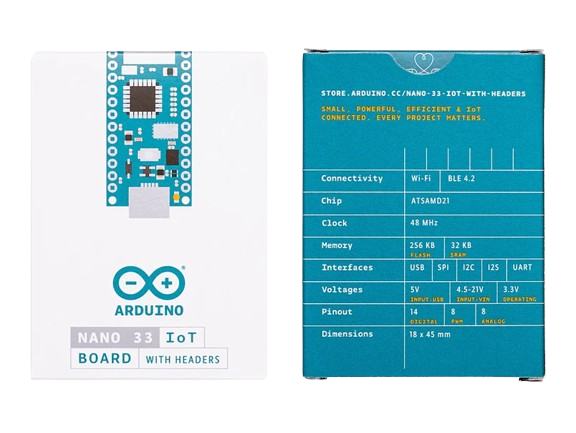 ARDUINO
NANO 33 IoT
BOARD WITH HEADERS
STORE.ARDUINO.CC/NANO-33-IOT-WITH-HEADERS
SMALL, POWERFUL, EFFICIENT & IoT
CONNECTED. EVERY PROJECT MATTERS.
Connectivity Wi-Fi BLE 4.2
Chip ATSAMD21
Clock 48 MHz
Memory 256 KB 32 KB
FLASH SRAM
Interfaces USB SPI I2C I2S UART
Voltages 5V 4.5-21V 3.3V
INPUT-USB INPUT-VIN OPERATING
Pinout 14 8 8
DIGITAL PWM ANALOG
Dimensions 18 x 45 mm